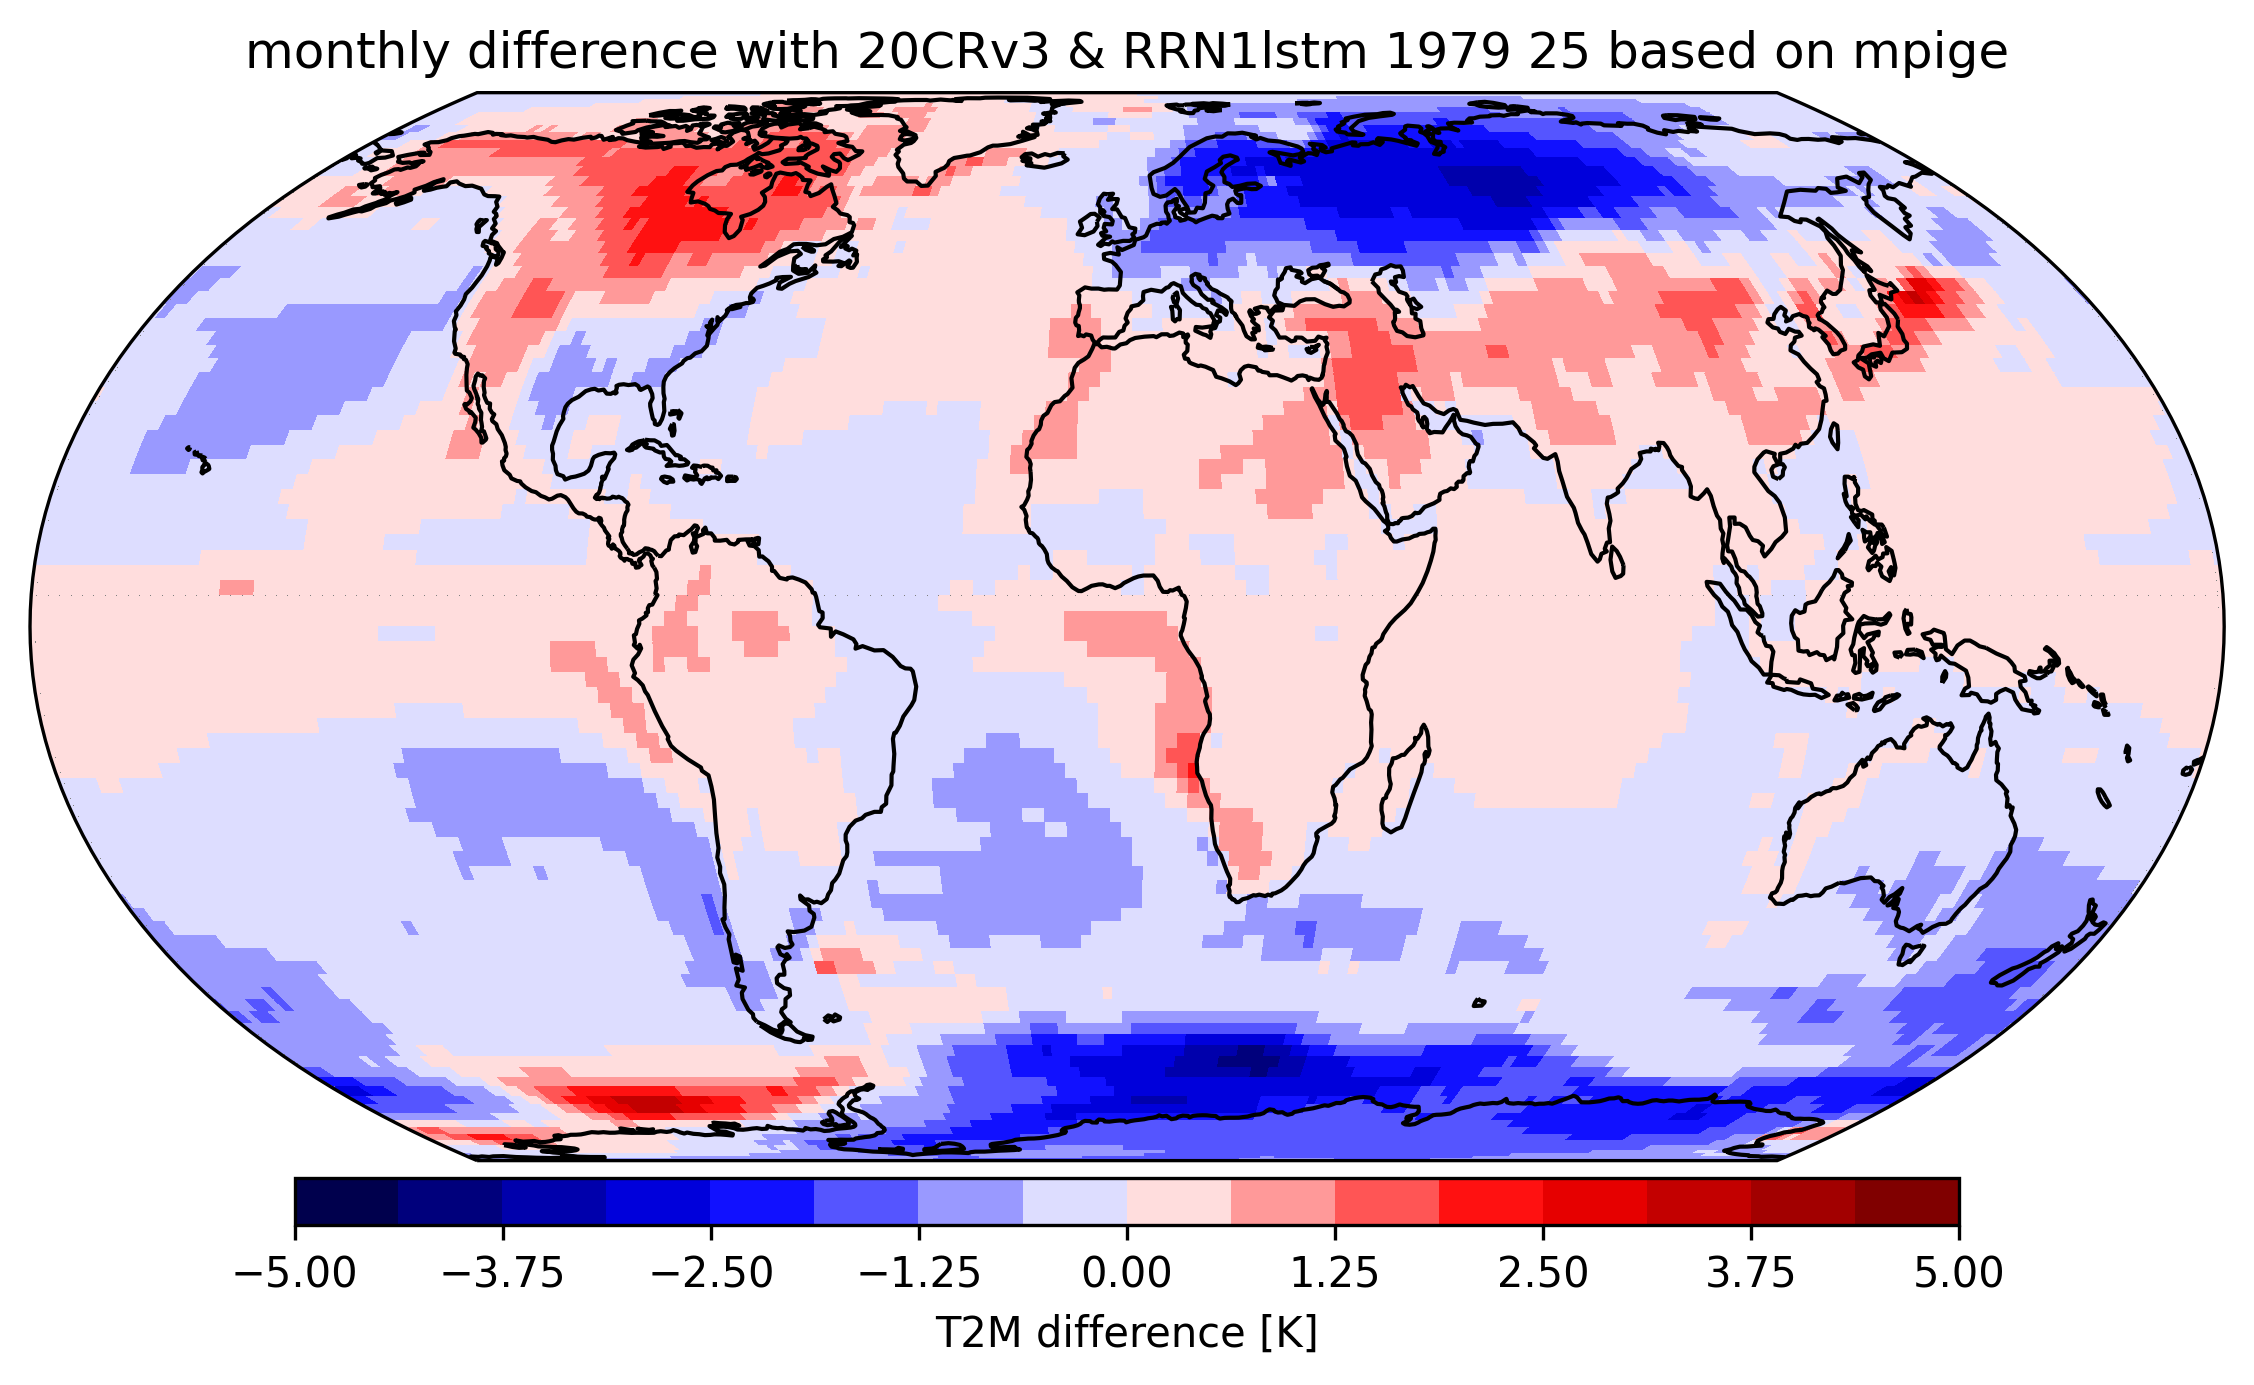 monthly difference with 20CRv3 & RRN1lstm 1979 25 based on mpige
−5.00 −3.75 −2.50 −1.25 0.00 1.25 2.50 3.75 5.00
T2M difference [K]